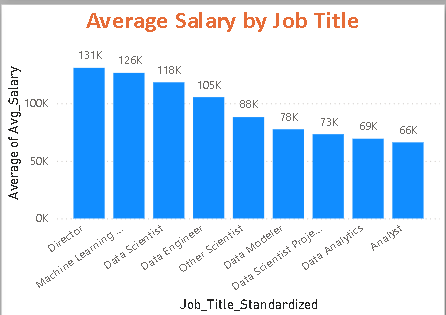 Average Salary by Job Title
131K
126K
118K
105K
88K
78K
73K
69K
66K
100K
50K
0K
Average of Avg_Salary
Director
Machine Learning ...
Data Scientist
Data Engineer
Other Scientist
Data Modeler
Data Scientist Proje...
Data Analytics
Analyst
Job_Title_Standardized